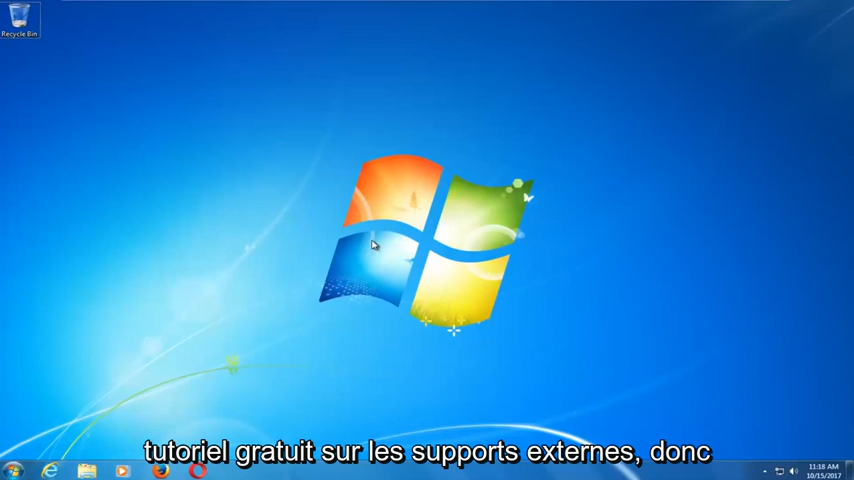 Recycle Bin
tutoriel gratuit sur les supports externes, donc
11:18 AM
10/15/2017